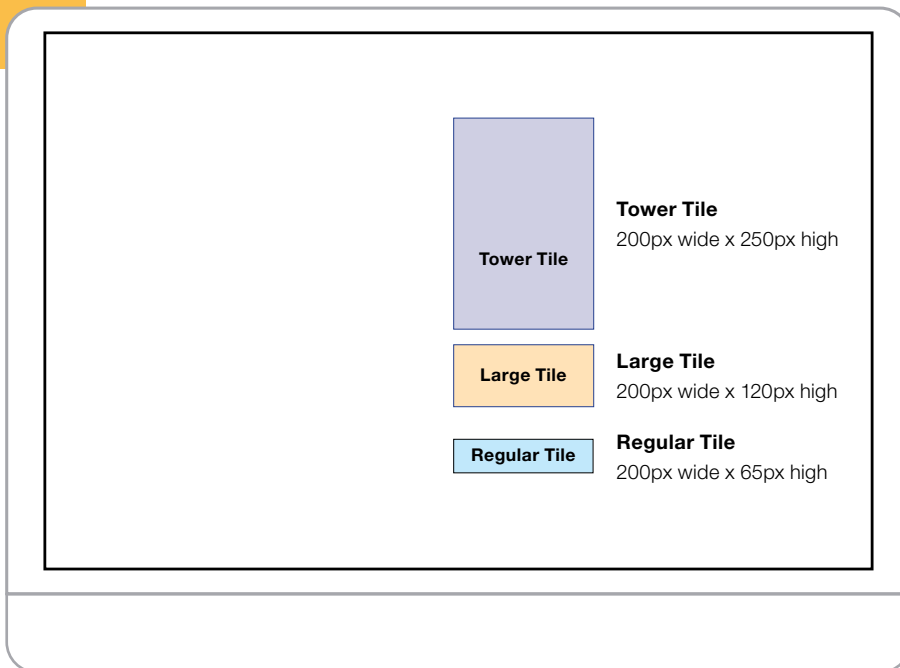 Tower Tile
Tower Tile
200px wide x 250px high
Large Tile
Large Tile
200px wide x 120px high
Regular Tile
Regular Tile
200px wide x 65px high